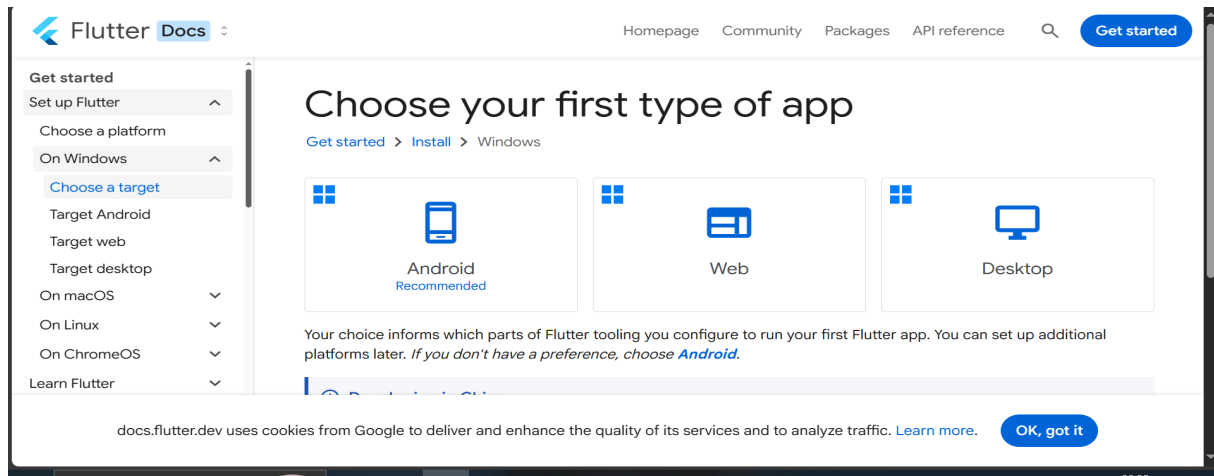 Flutter Docs
Homepage Community Packages API reference Get started
Get started
Set up Flutter
Choose a platform
On Windows
Choose a target
Target Android
Target web
Target desktop
On macOS
On Linux
On ChromeOS
Learn Flutter
Choose your first type of app
Get started > Install > Windows
Android
Recommended
Web
Desktop
Your choice informs which parts of Flutter tooling you configure to run your first Flutter app. You can set up additional
platforms later. If you don't have a preference, choose Android.
docs.flutter.dev uses cookies from Google to deliver and enhance the quality of its services and to analyze traffic. Learn more.
OK, got it